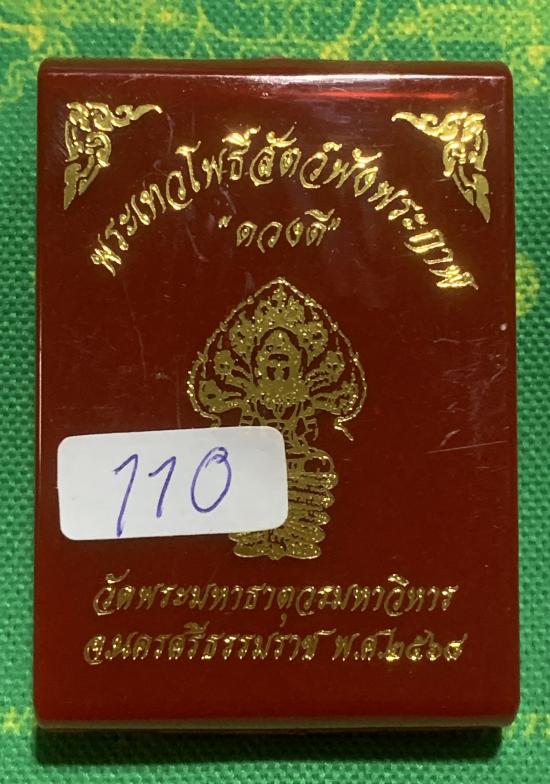 พระเทวโพธิ์สัตว์พังพระกาฬ
"ดวงดี"
110
วัดพระมหาธาตุวรมหาวิหาร
จ.นครศรีธรรมราช พ.ศ.๒๕๖๘